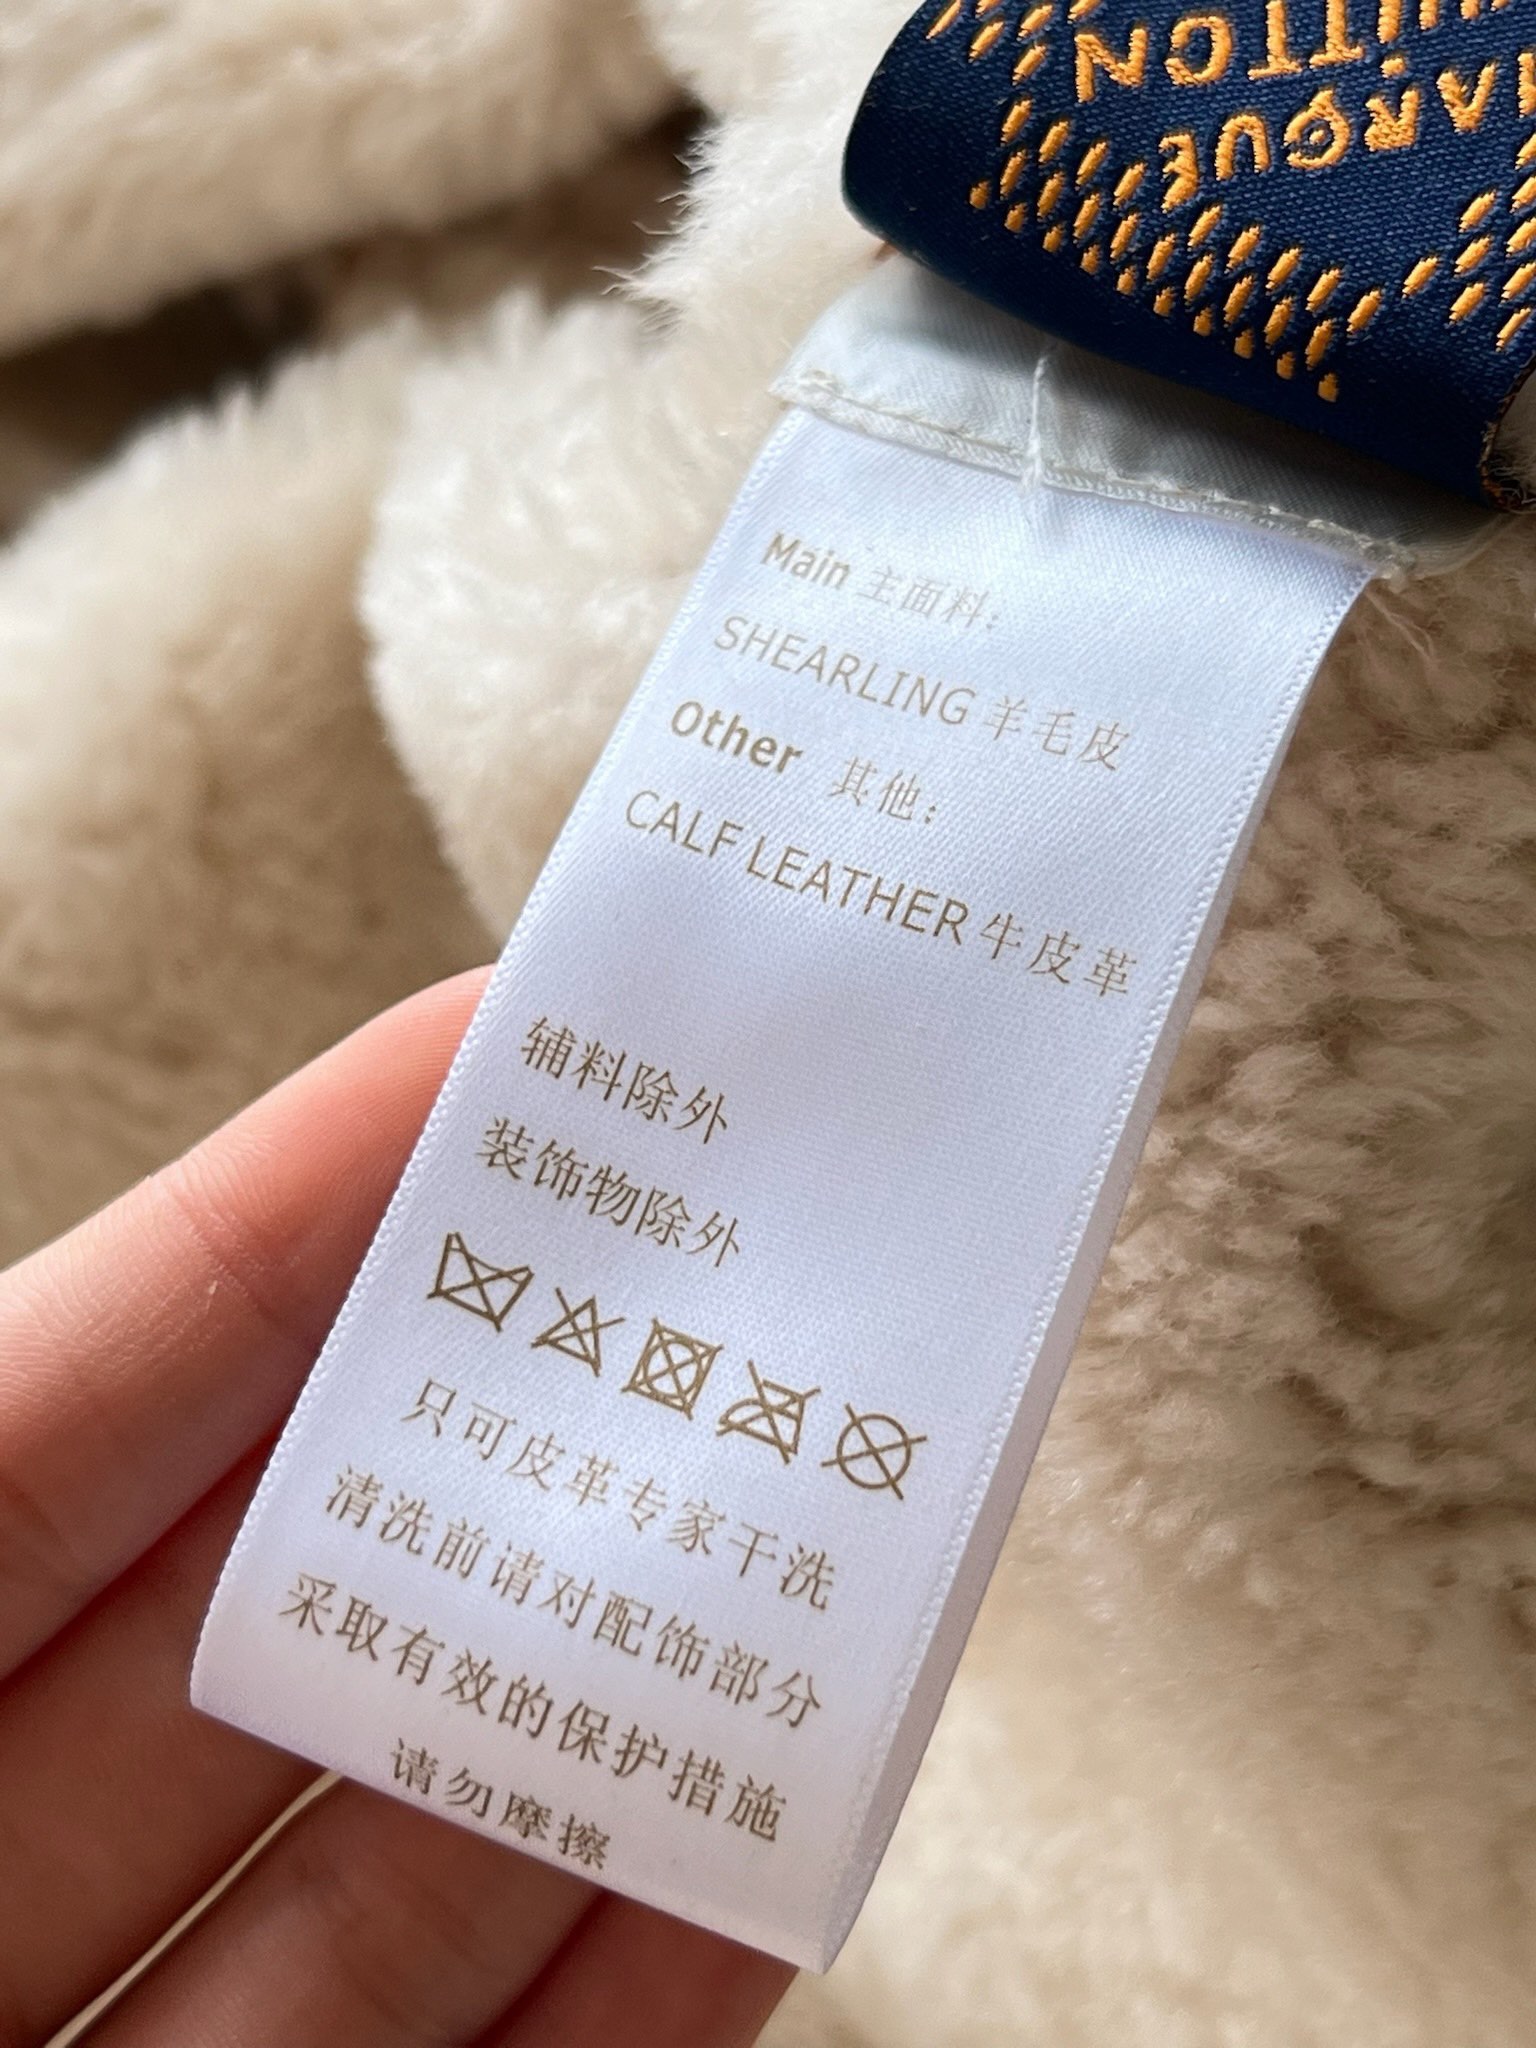 MARQUE
VUITTON
Main 主面料:
SHEARLING 羊毛皮
Other 其他:
CALF LEATHER 牛皮革
辅料除外
装饰物除外
只可皮革专家干洗
清洗前请对配饰部分
采取有效的保护措施
请勿摩擦